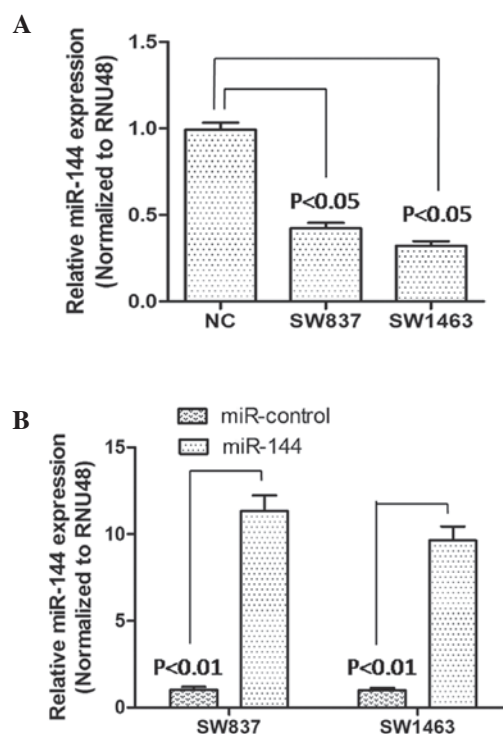 A
Relative miR-144 expression
(Normalized to RNU48)
1.5
1.0
0.5
0.0
P<0.05
P<0.05
NC
SW837
SW1463
B
miR-control
miR-144
Relative miR-144 expression
(Normalized to RNU48)
15
10
5
0
P<0.01
P<0.01
SW837
SW1463